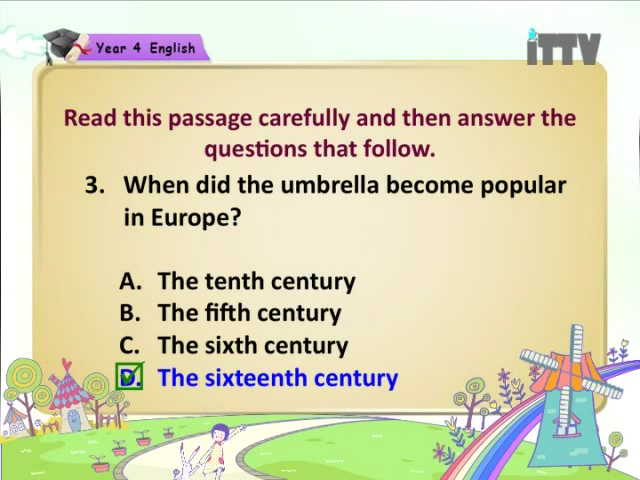 Year 4 English
iTTV
Read this passage carefully and then answer the
questions that follow.
3. When did the umbrella become popular
in Europe?
A. The tenth century
B. The fifth century
C. The sixth century
D. The sixteenth century